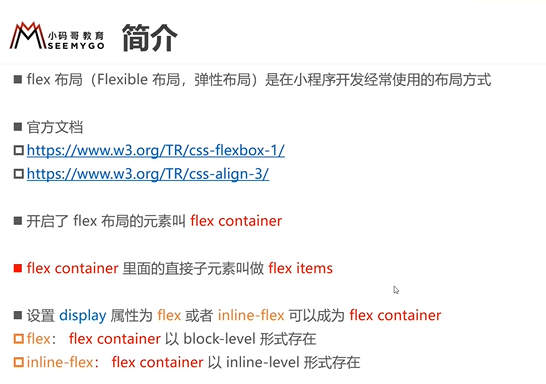 小码哥教育
SEEMYGO
简介
flex 布局（Flexible 布局，弹性布局）是在小程序开发经常使用的布局方式
官方文档
https://www.w3.org/TR/css-flexbox-1/
https://www.w3.org/TR/css-align-3/
开启了 flex 布局的元素叫 flex container
flex container 里面的直接子元素叫做 flex items
设置 display 属性为 flex 或者 inline-flex 可以成为 flex container
flex： flex container 以 block-level 形式存在
inline-flex： flex container 以 inline-level 形式存在